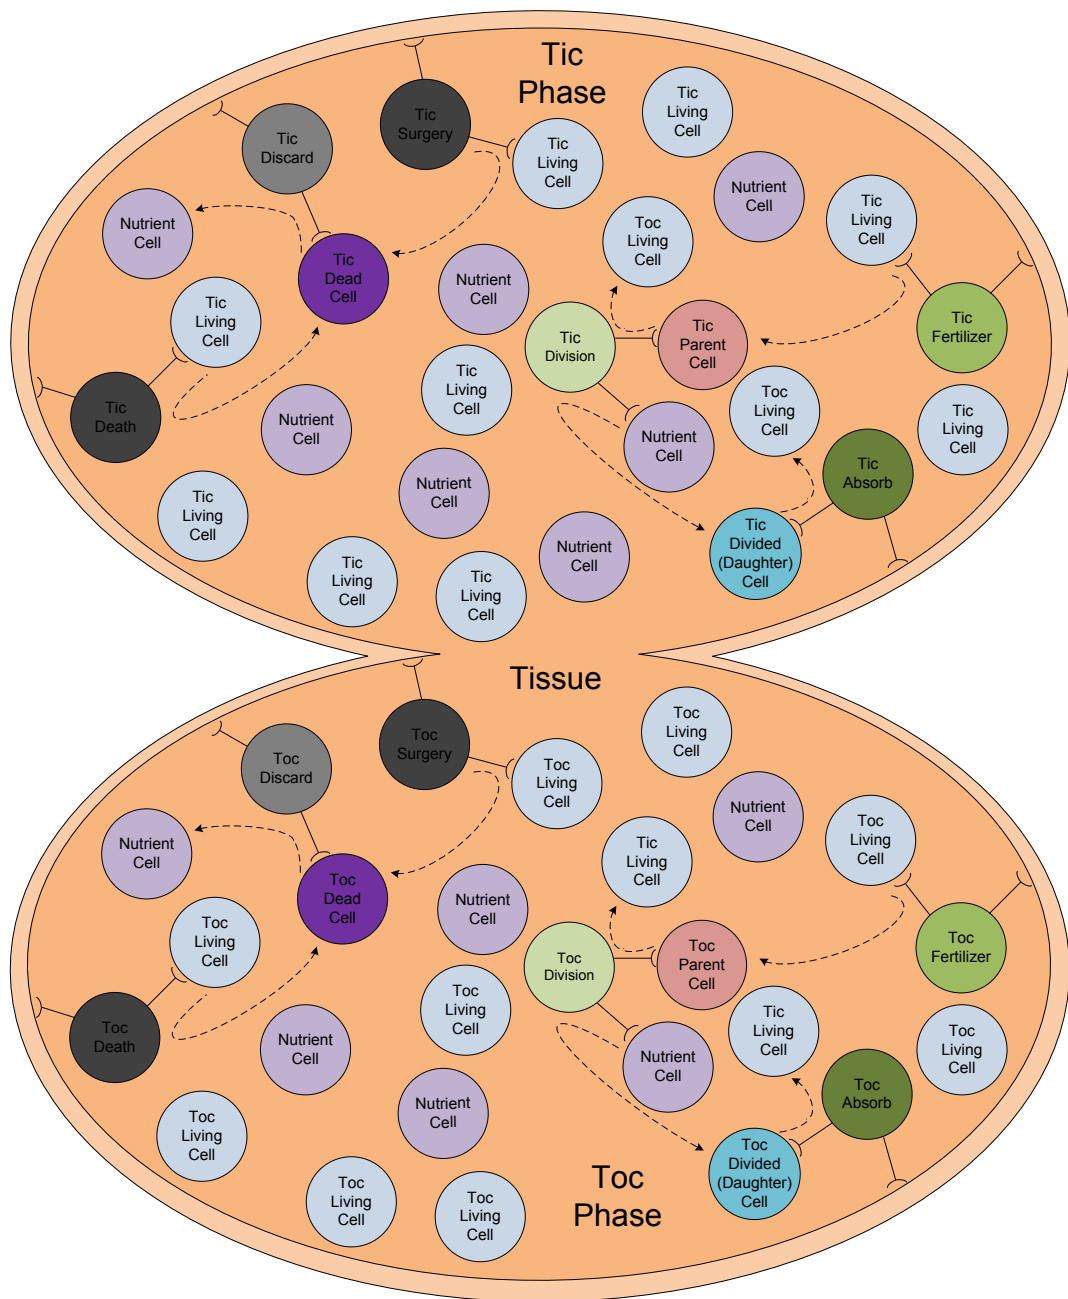 Tic
Phase
Tic
Living
Cell
Tic
Surgery
Tic
Discard
Tic
Living
Cell
Nutrient
Cell
Tic
Living
Cell
Nutrient
Cell
Toc
Living
Cell
Tic
Dead
Cell
Nutrient
Cell
Tic
Living
Cell
Tic
Division
Tic
Parent
Cell
Tic
Fertilizer
Tic
Death
Tic
Living
Cell
Toc
Living
Cell
Tic
Living
Cell
Nutrient
Cell
Nutrient
Cell
Nutrient
Cell
Tic
Absorb
Tic
Living
Cell
Nutrient
Cell
Tic
Divided
(Daughter)
Cell
Tic
Living
Cell
Tic
Living
Cell
Tissue
Toc
Living
Cell
Toc
Surgery
Toc
Discard
Toc
Living
Cell
Nutrient
Cell
Toc
Living
Cell
Nutrient
Cell
Tic
Living
Cell
Toc
Dead
Cell
Nutrient
Cell
Toc
Living
Cell
Toc
Division
Toc
Parent
Cell
Toc
Fertilizer
Toc
Death
Toc
Living
Cell
Tic
Living
Cell
Toc
Living
Cell
Nutrient
Cell
Nutrient
Cell
Nutrient
Cell
Toc
Absorb
Toc
Living
Cell
Toc
Divided
(Daughter)
Cell
Toc
Phase
Toc
Living
Cell
Toc
Living
Cell